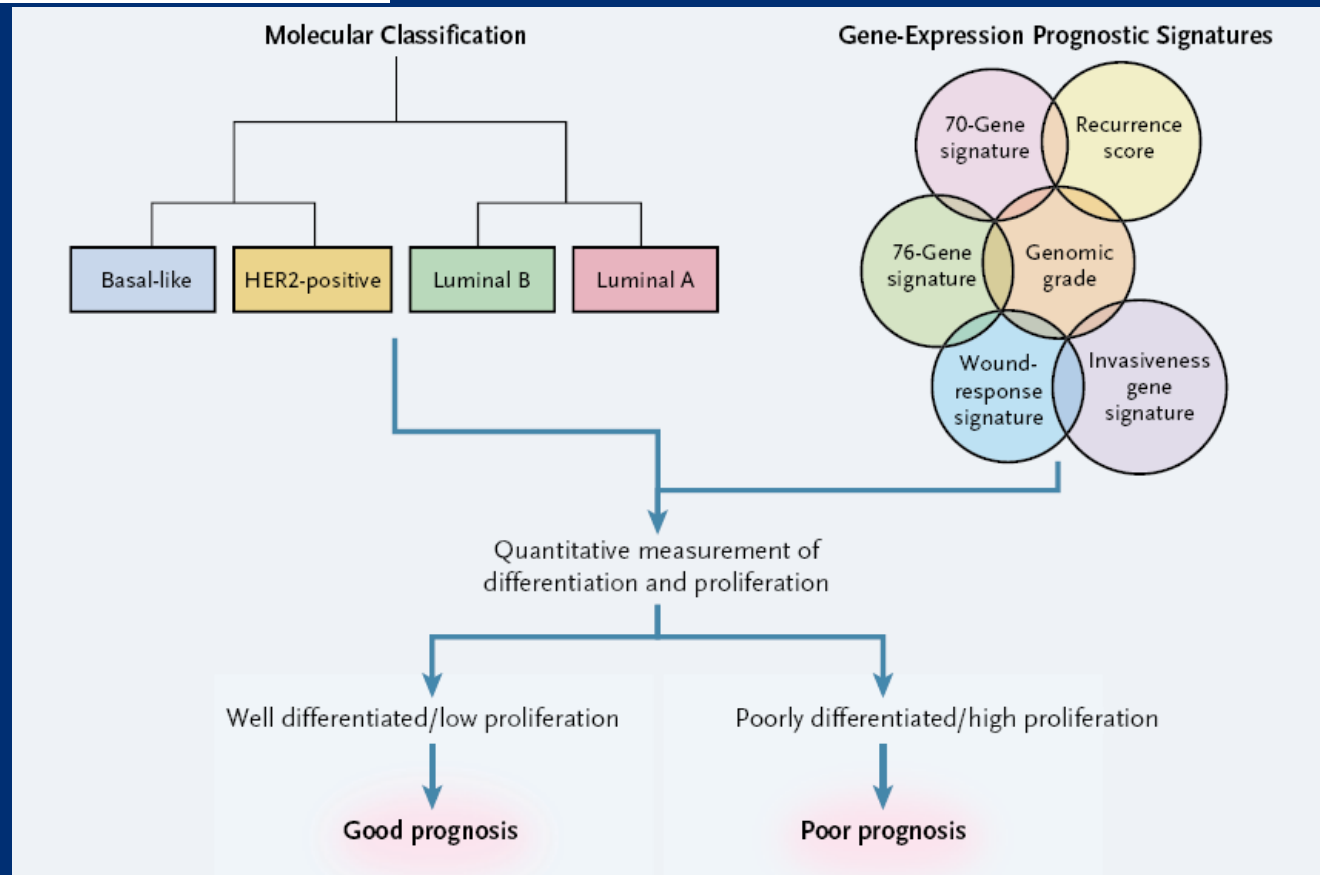 Molecular Classification
Gene-Expression Prognostic Signatures
Basal-like
HER2-positive
Luminal B
Luminal A
70-Gene
signature
Recurrence
score
76-Gene
signature
Genomic
grade
Wound-
response
signature
Invasiveness
gene
signature
Quantitative measurement of
differentiation and proliferation
Well differentiated/low proliferation
Poorly differentiated/high proliferation
Good prognosis
Poor prognosis